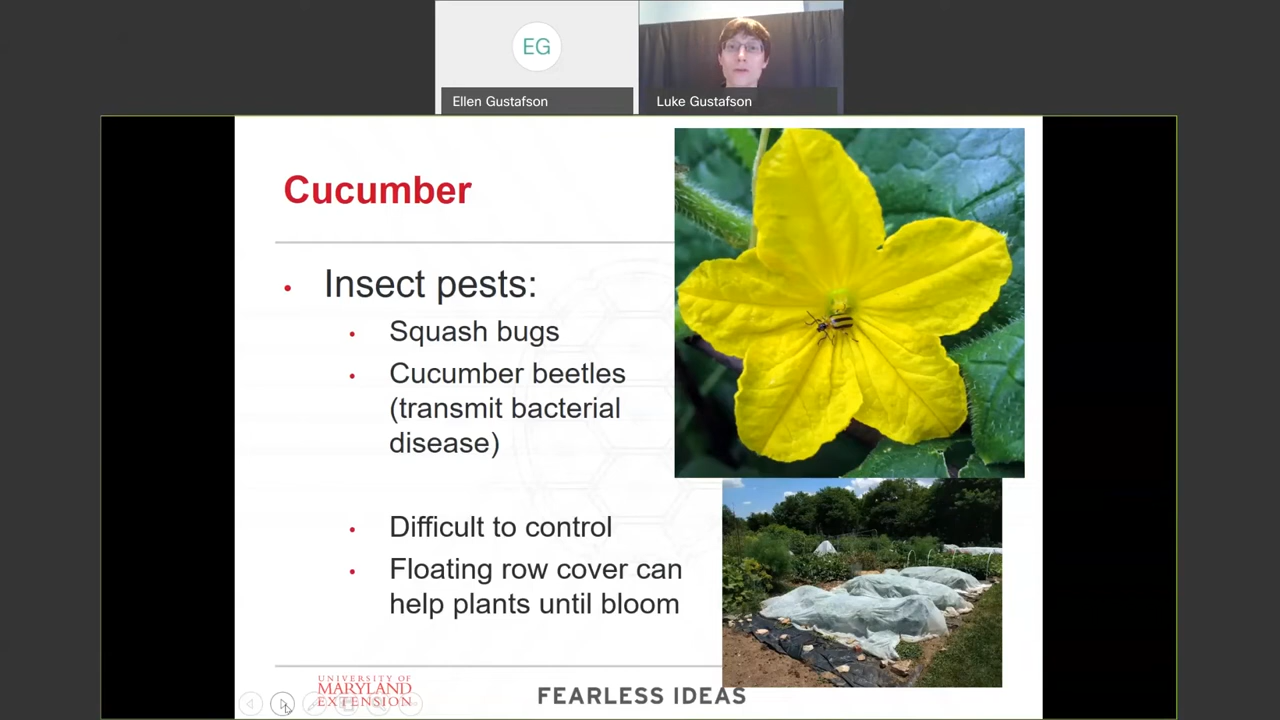 EG
Ellen Gustafson
Luke Gustafson
Cucumber
• Insect pests:
• Squash bugs
• Cucumber beetles
(transmit bacterial
disease)
• Difficult to control
• Floating row cover can
help plants until bloom
UNIVERSITY OF
MARYLAND
EXTENSION
FEARLESS IDEAS